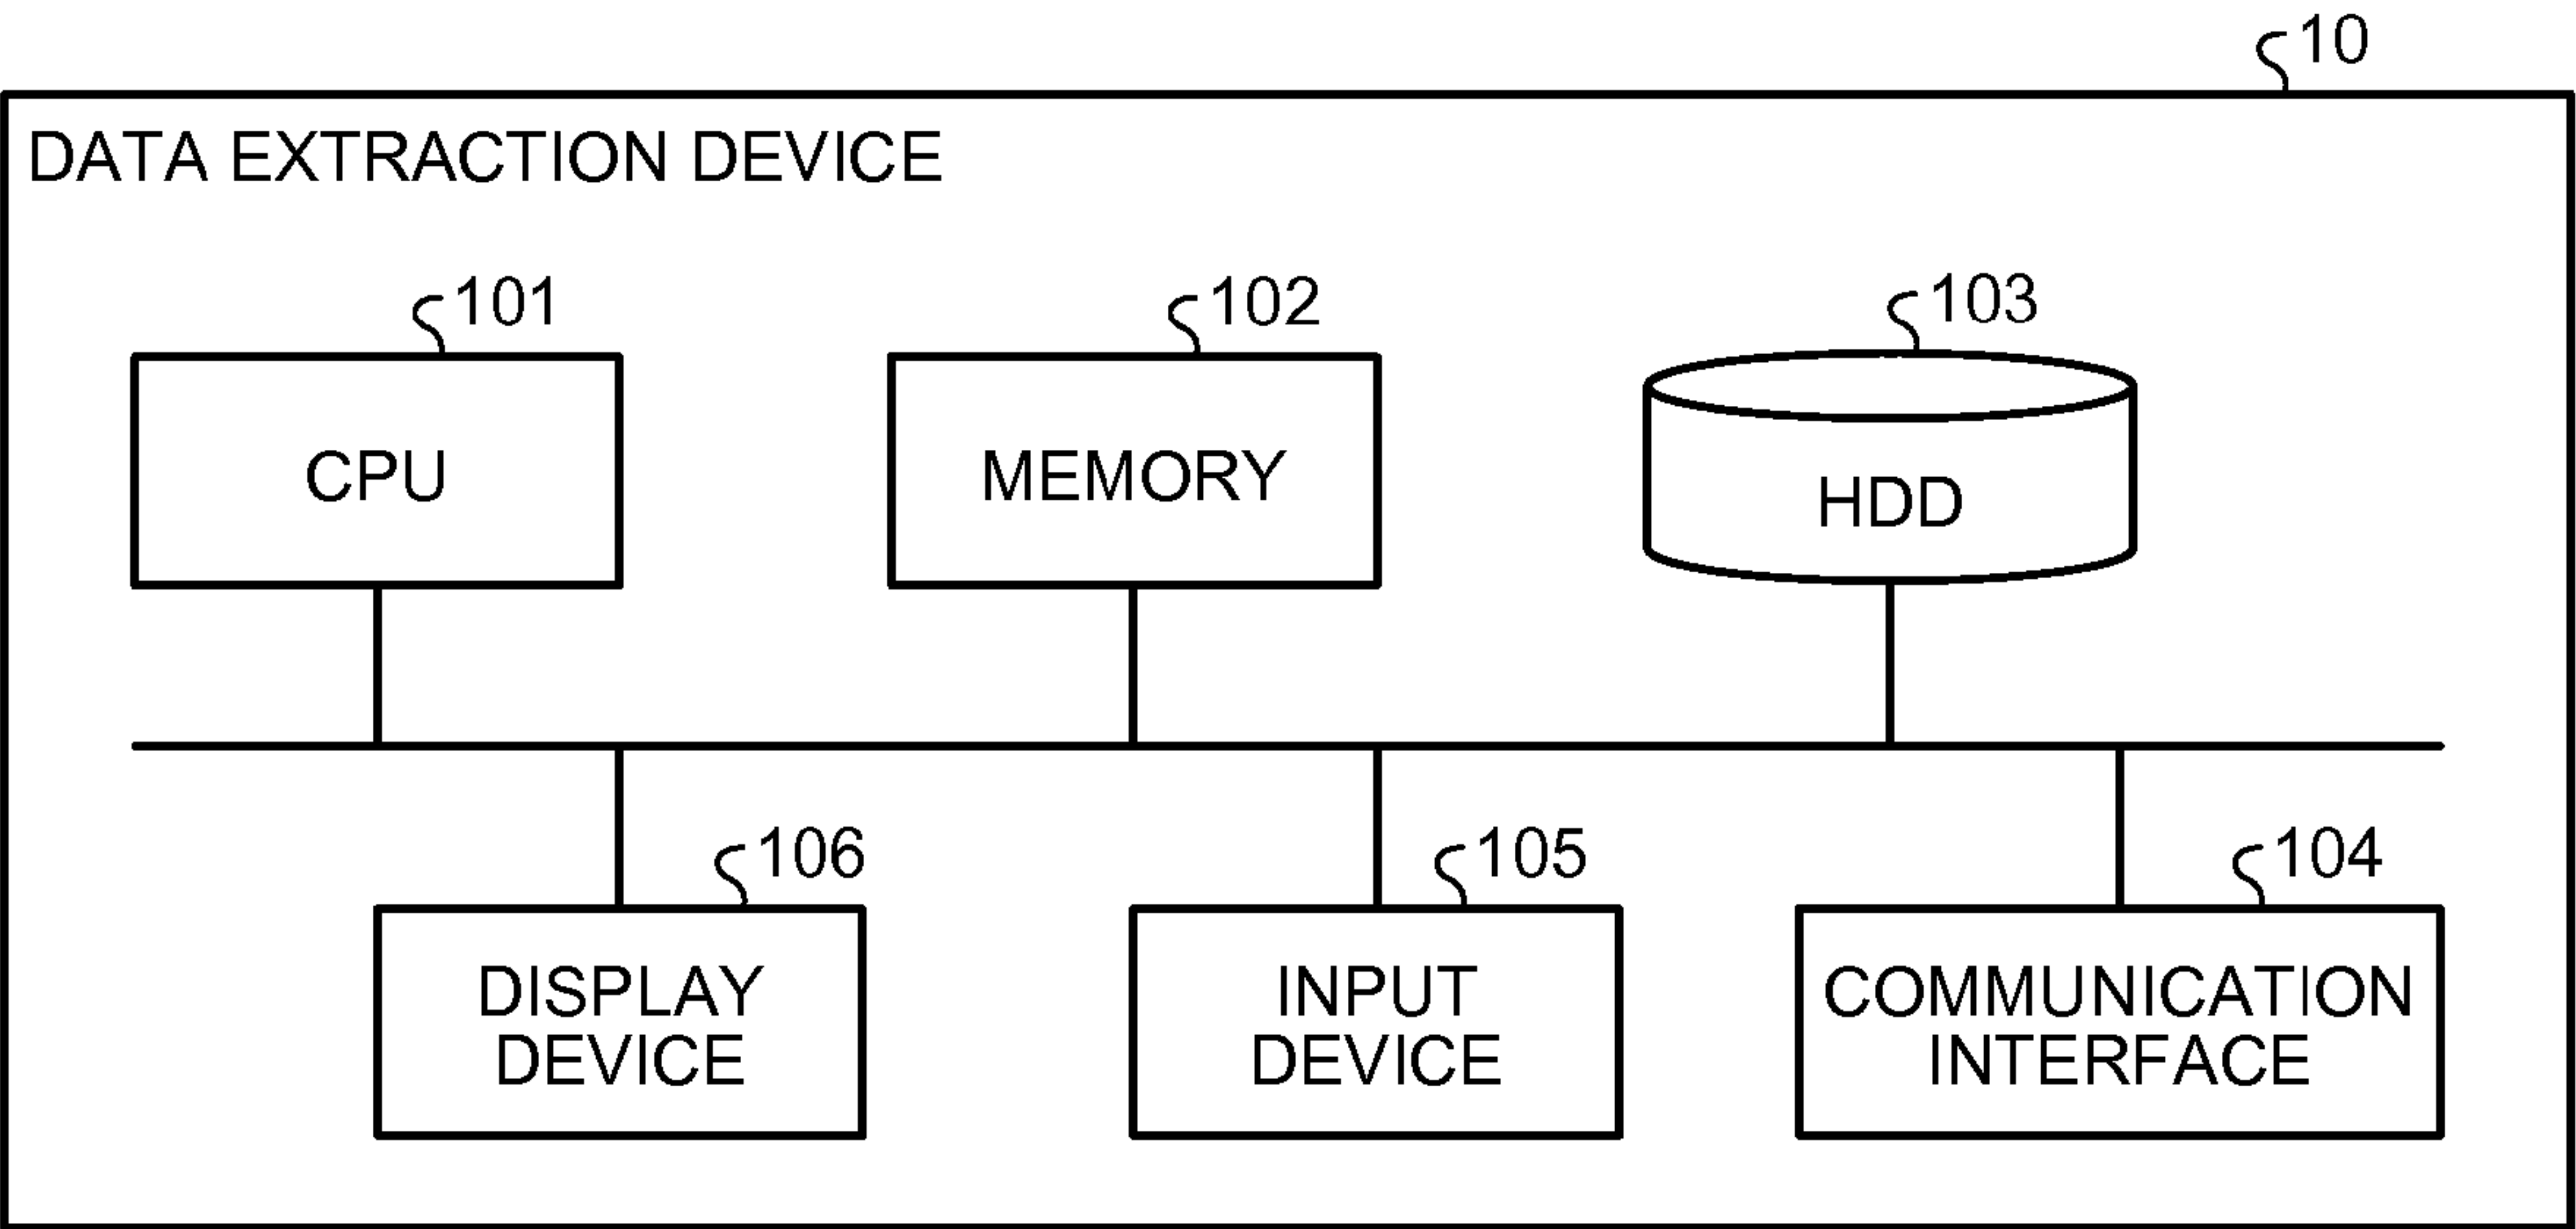 10
DATA EXTRACTION DEVICE
101
102
103
CPU
MEMORY
HDD
106
105
104
DISPLAY
DEVICE
INPUT
DEVICE
COMMUNICATION
INTERFACE